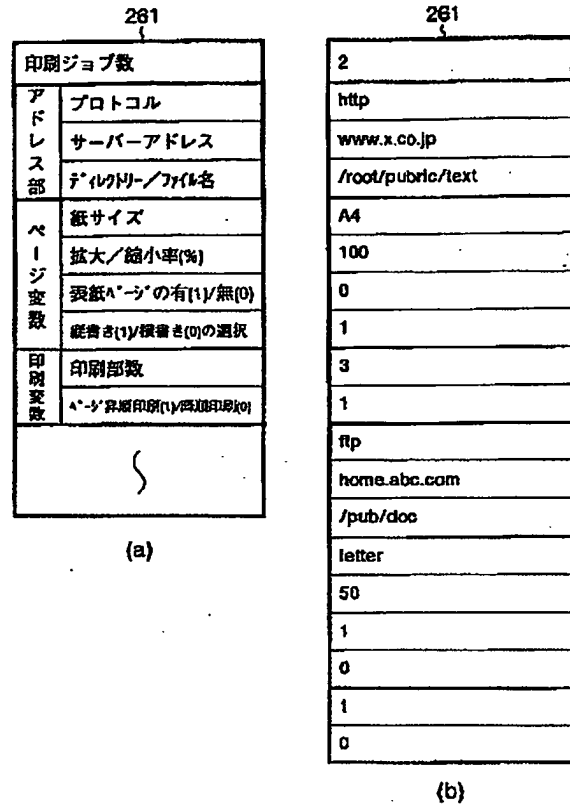 261
印刷ジョブ数
アドレス部
プロトコル
サーバーアドレス
ディレクトリー/ファイル名
ページ変数
紙サイズ
拡大/縮小率(%)
表紙ページの有(1)/無(0)
縦書き(1)/横書き(0)の選択
印刷変数
印刷部数
ページ昇順印刷(1)/降順印刷(0)
(a)
261
2
http
www.x.co.jp
/root/pubric/text
A4
100
0
1
3
1
ftp
home.abc.com
/pub/doc
letter
50
1
0
1
0
(b)